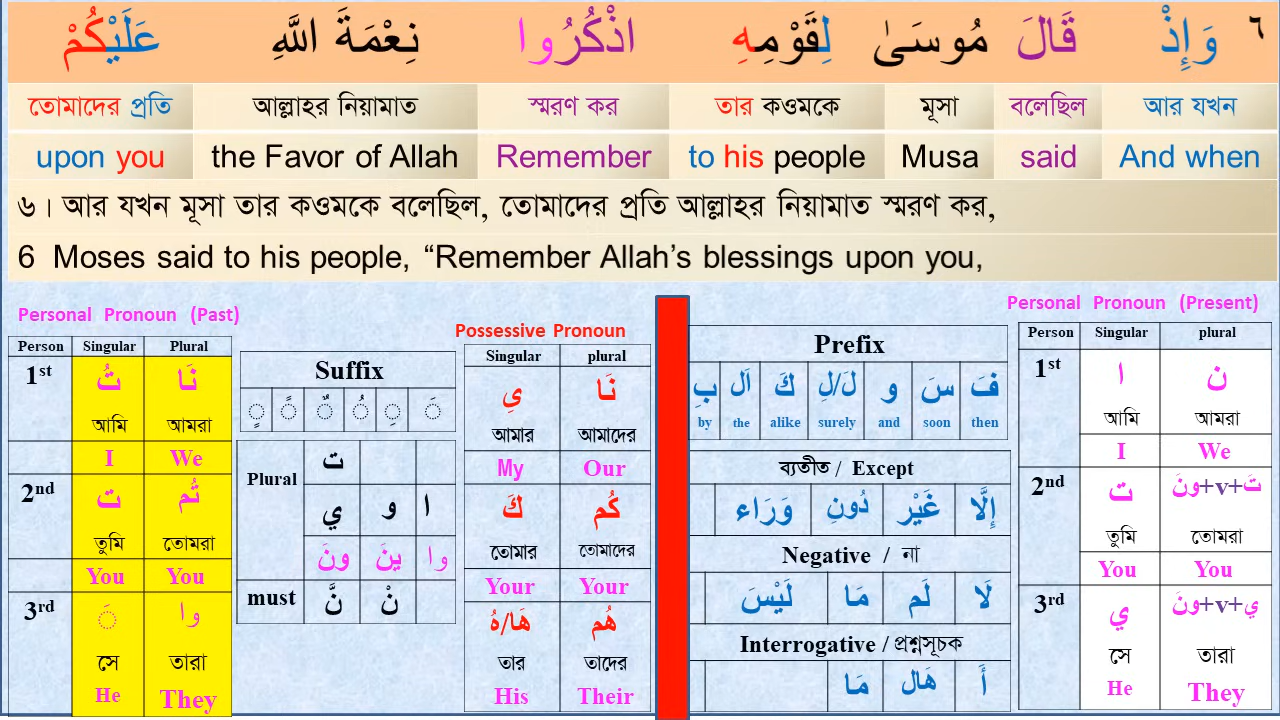 ٦ وَإِذْ قَالَ مُوسَىٰ لِقَوْمِهِ اذْكُرُوا نِعْمَةَ اللَّهِ عَلَيْكُمْ
তোমাদের প্রতি আল্লাহর নিয়ামাত স্মরণ কর তার কওমকে মূসা বলেছিল আর যখন
upon you the Favor of Allah Remember to his people Musa said And when
৬। আর যখন মূসা তার কওমকে বলেছিল, তোমাদের প্রতি আল্লাহর নিয়ামাত স্মরণ কর,
6 Moses said to his people, “Remember Allah’s blessings upon you,
Personal Pronoun (Past)
Person Singular Plural
1st تُ نَا
আমি আমরা
I We
2nd ت تُم
তুমি তোমরা
You You
3rd َ وا
সে তারা
He They
Suffix
ٍ ً ٌ ُ ِ َ
Plural ت
ي و ا
ونَ ينَ وا
must نَّ نْ
Possessive Pronoun
Singular plural
يِ نَا
আমার আমাদের
My Our
كَ كُم
তোমার তোমাদের
Your Your
هَا/هُ هُم
তার তাদের
His Their
Prefix
بِ اَل كَ لَ/لِ و سَ فَ
by the alike surely and soon then
ব্যতীত / Except
وَرَاء دُونِ غَيْر إِلَّا
Negative / না
لَيْسَ مَا لَم لَا
Interrogative / প্রশ্নসূচক
مَا هَال أَ
Personal Pronoun (Present)
Person Singular plural
1st ا ن
আমি আমরা
I We
2nd ت تَ+v+ونَ
তুমি তোমরা
You You
3rd ي ي+v+ونَ
সে তারা
He They